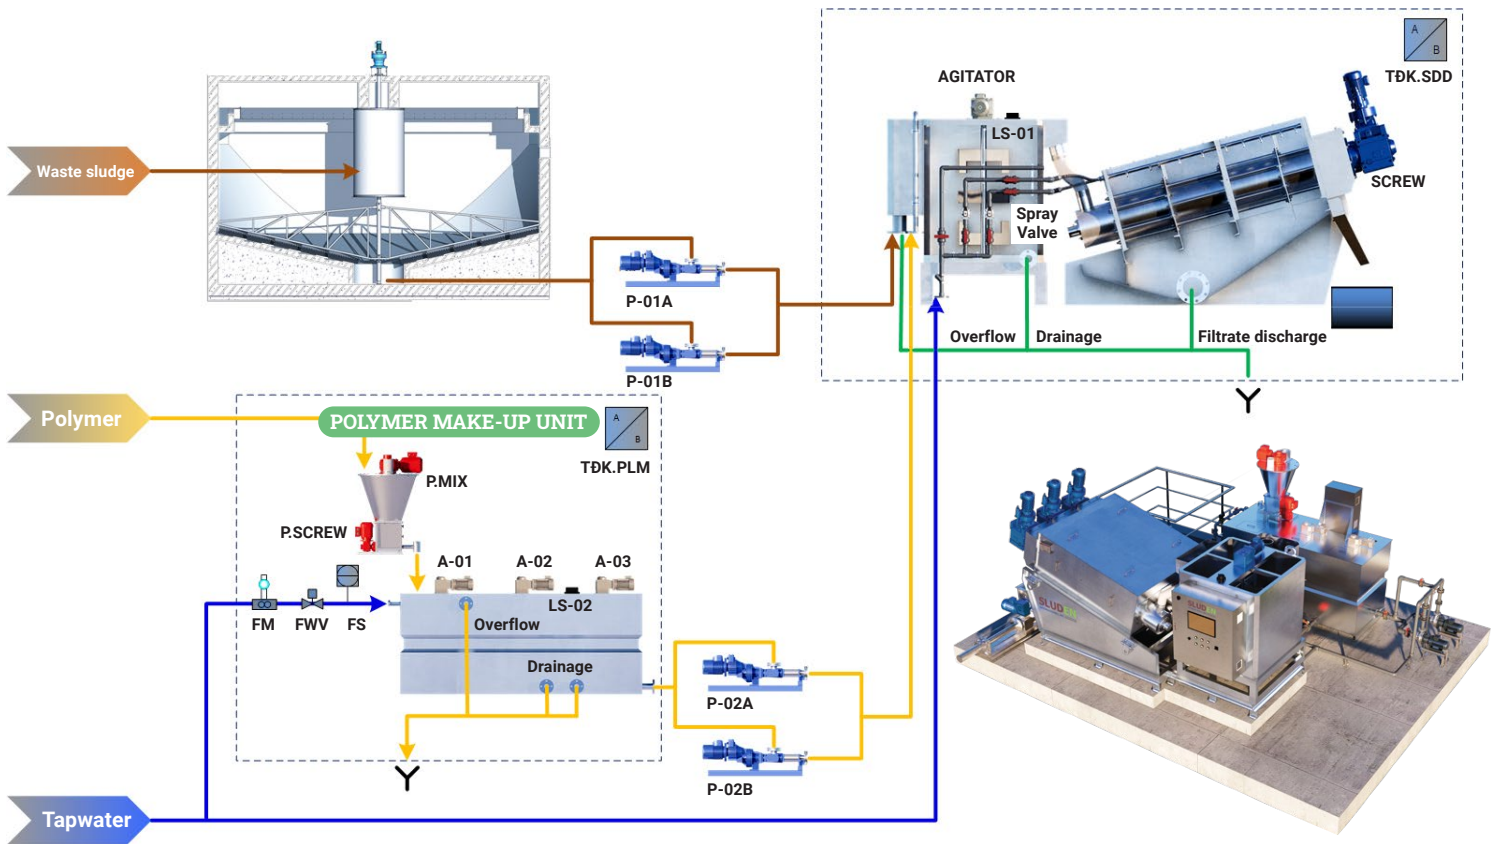 A
B
TĐK.SDD
AGITATOR
LS-01
SCREW
Waste sludge
Spray
Valve
P-01A
Overflow
Drainage
Filtrate discharge
P-01B
Polymer
POLYMER MAKE-UP UNIT
A
B
TĐK.PLM
P.MIX
P.SCREW
A-01
A-02
A-03
LS-02
FM
FWV
FS
Overflow
Drainage
P-02A
P-02B
SLUDER
SLUDER
Tapwater